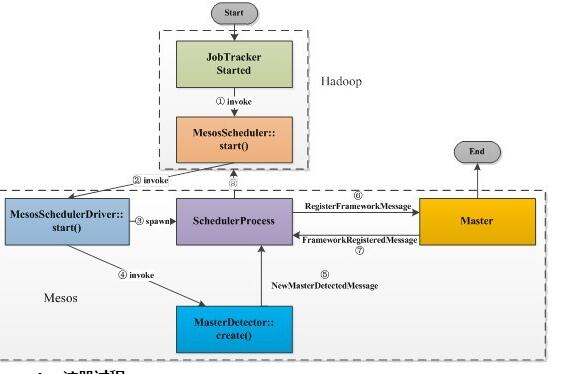 Start
JobTracker
Started
Hadoop
① invoke
MesosScheduler::
start()
② invoke
⑧
End
MesosSchedulerDriver::
start()
③ spawn
SchedulerProcess
⑥
RegisterFrameworkMessage
Master
FrameworkRegisteredMessage
⑦
④ invoke
⑤
NewMasterDetectedMessage
Mesos
MasterDetector::
create()